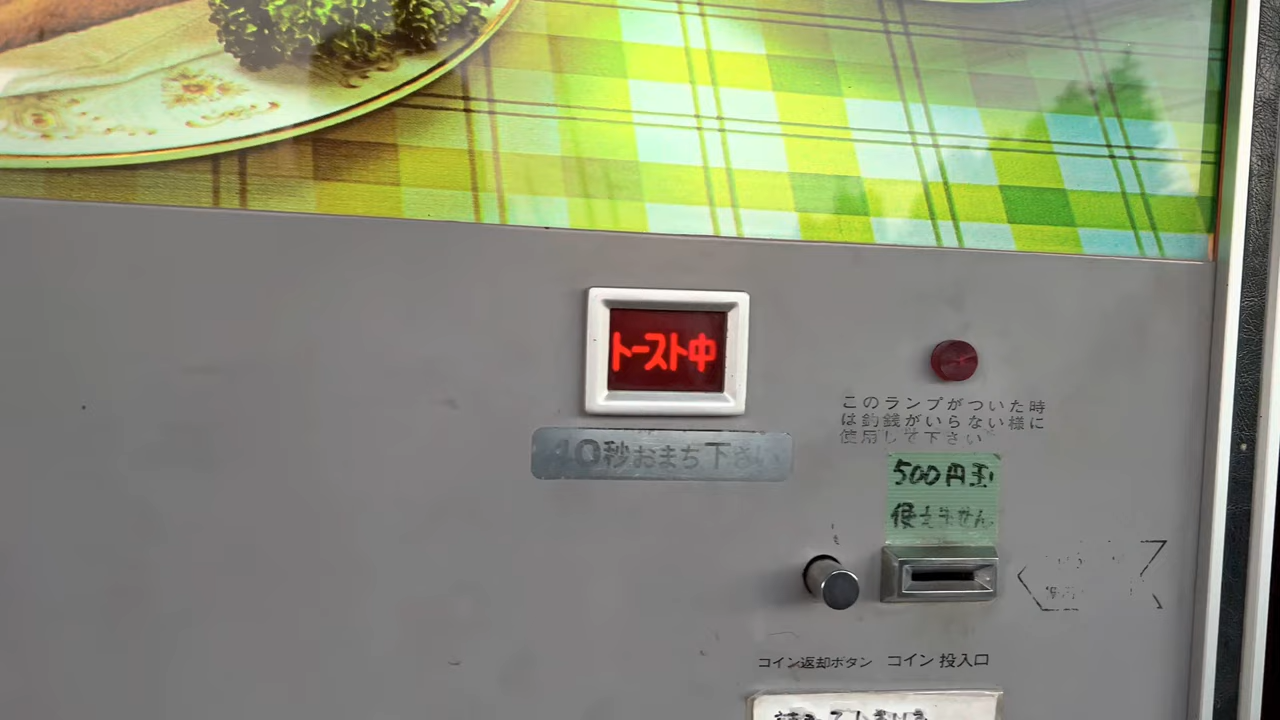 トースト中
40秒おまち下さい
このランプがついた時
は釣銭がいらない様に
使用して下さい
500円玉
使えません
コイン返却ボタン
コイン投入口